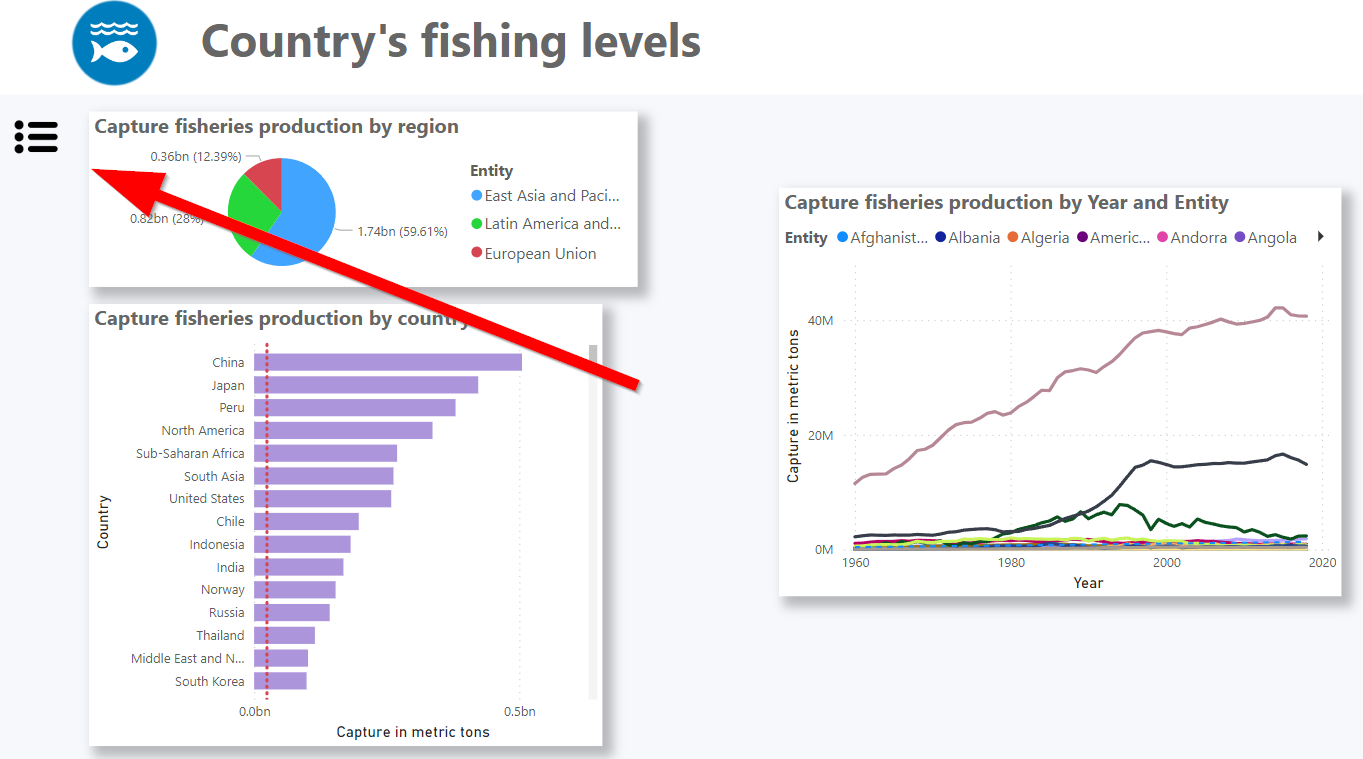 Country's fishing levels
Capture fisheries production by region
0.36bn (12.39%)
0.82bn (28%)
1.74bn (59.61%)
Entity
East Asia and Paci...
Latin America and...
European Union
Capture fisheries production by country
China
Japan
Peru
North America
Sub-Saharan Africa
South Asia
United States
Chile
Indonesia
India
Norway
Russia
Thailand
Middle East and N...
South Korea
Country
0.0bn 0.5bn
Capture in metric tons
Capture fisheries production by Year and Entity
Entity Afghanist... Albania Algeria Americ... Andorra Angola
40M
20M
0M
Capture in metric tons
1960 1980 2000 2020
Year